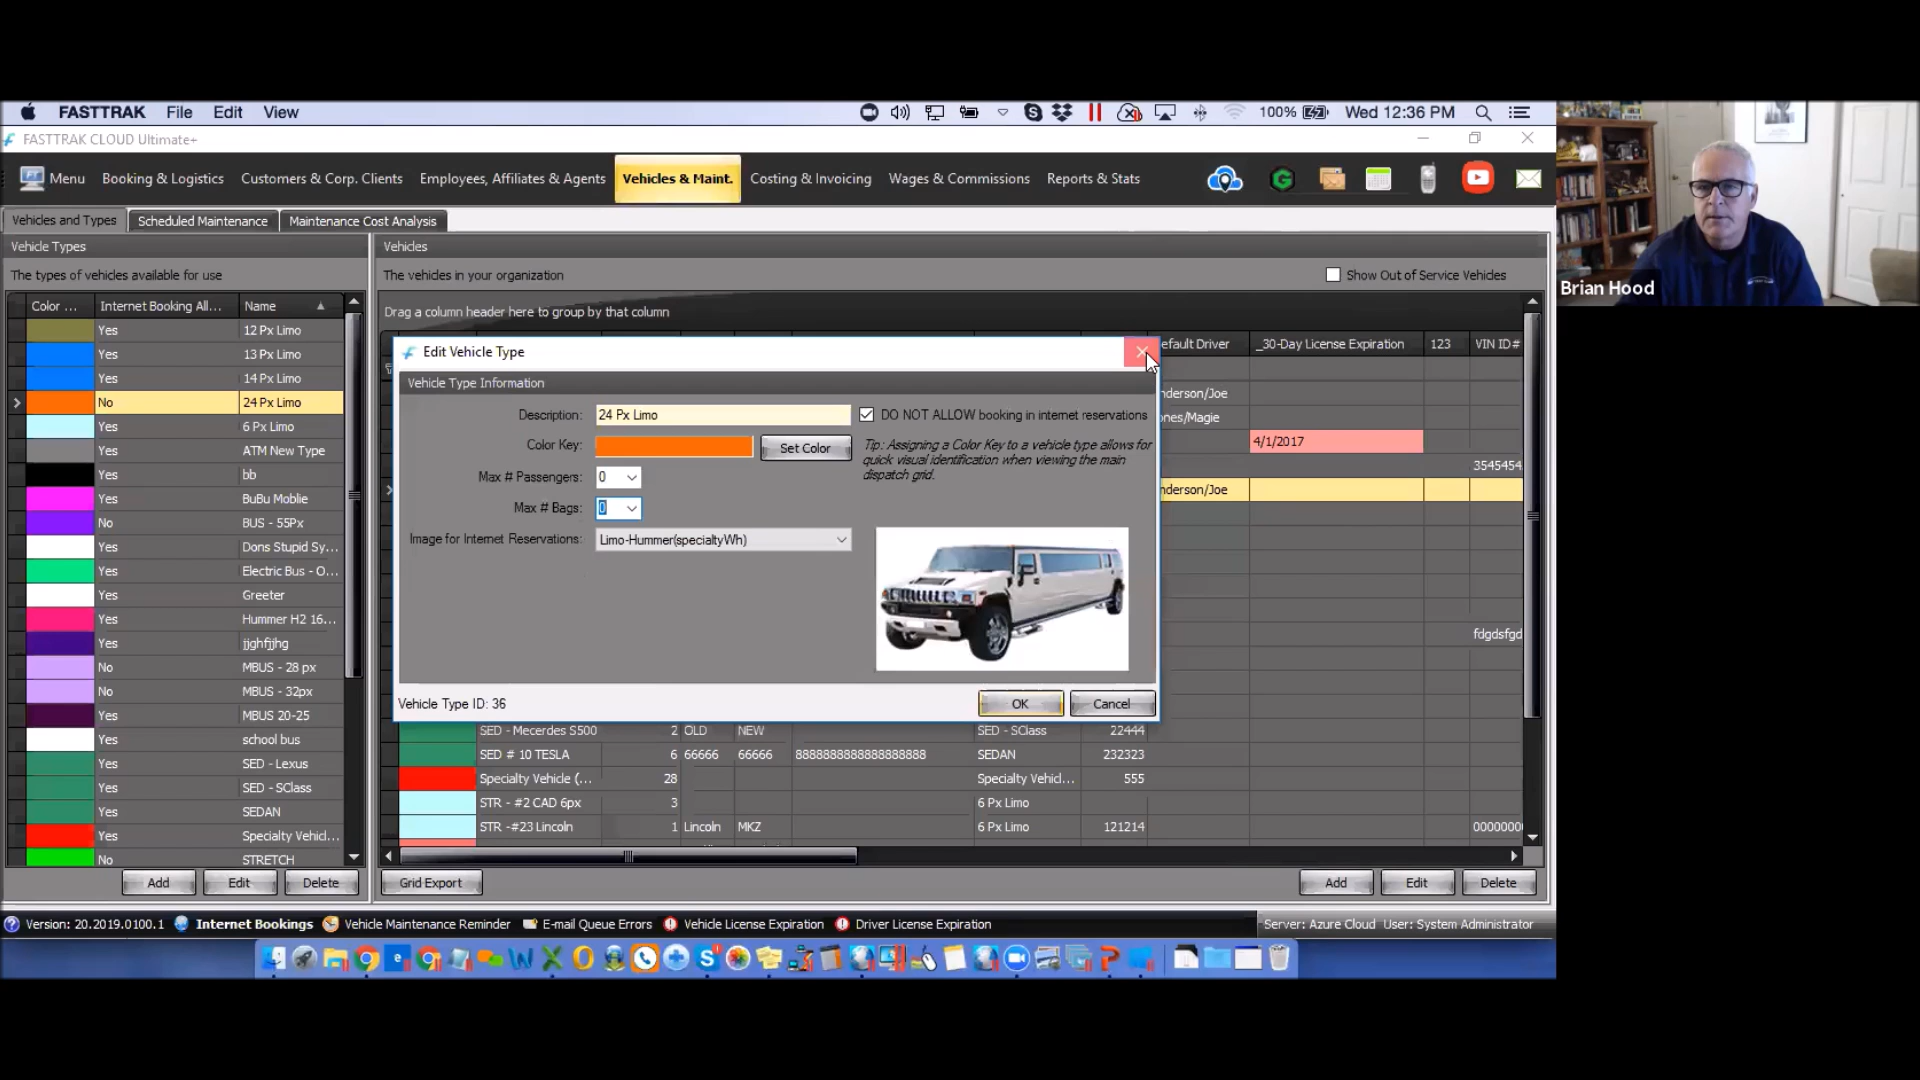 FASTTRAK File Edit View 100% Wed 12:36 PM
FASTTRAK CLOUD Ultimate+
Menu Booking & Logistics Customers & Corp. Clients Employees, Affiliates & Agents Vehicles & Maint. Costing & Invoicing Wages & Commissions Reports & Stats
Vehicles and Types Scheduled Maintenance Maintenance Cost Analysis
Vehicle Types
The types of vehicles available for use
Color ... Internet Booking All... Name
Yes 12 Px Limo
Yes 13 Px Limo
Yes 14 Px Limo
No 24 Px Limo
Yes 6 Px Limo
Yes ATM New Type
Yes bb
Yes BuBu Moblie
No BUS - 55Px
Yes Dons Stupid Sy...
Yes Electric Bus - O...
Yes Greeter
Yes Hummer H2 16...
Yes jjghfjjhg
No MBUS - 28 px
No MBUS - 32px
Yes MBUS 20-25
Yes school bus
Yes SED - Lexus
Yes SED - SClass
Yes SEDAN
Yes Specialty Vehicl...
No STRETCH
Add Edit Delete
Vehicles
The vehicles in your organization
Show Out of Service Vehicles
Drag a column header here to group by that column
efault Driver _30-Day License Expiration 123 VIN ID#
nderson/Joe
ones/Magie
4/1/2017
3545454
nderson/Joe
fdgdsfgd
Edit Vehicle Type
Vehicle Type Information
Description: 24 Px Limo DO NOT ALLOW booking in internet reservations
Color Key: Set Color
Tip: Assigning a Color Key to a vehicle type allows for
quick visual identification when viewing the main
dispatch grid.
Max # Passengers: 0
Max # Bags: 0
Image for Internet Reservations: Limo-Hummer(specialtyWh)
Vehicle Type ID: 36 OK Cancel
SED - Mecerdes S500 2 OLD NEW SED - SClass 22444
SED # 10 TESLA 6 66666 66666 8888888888888888888 SEDAN 232323
Specialty Vehicle (... 28 Specialty Vehicl... 555
STR - #2 CAD 6px 3 6 Px Limo
STR -#23 Lincoln 1 Lincoln MKZ 6 Px Limo 121214 0000000
Grid Export Add Edit Delete
Version: 20.2019.0100.1 Internet Bookings Vehicle Maintenance Reminder E-mail Queue Errors Vehicle License Expiration Driver License Expiration Server: Azure Cloud User: System Administrator
Brian Hood